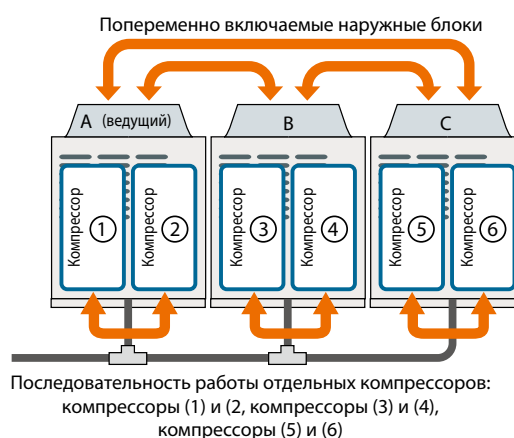 Попеременно включаемые наружные блоки
A (ведущий)
B
C
Компрессор 1
Компрессор 2
Компрессор 3
Компрессор 4
Компрессор 5
Компрессор 6
Последовательность работы отдельных компрессоров:
компрессоры (1) и (2, компрессоры (3) и (4),
компрессоры (5) и (6)